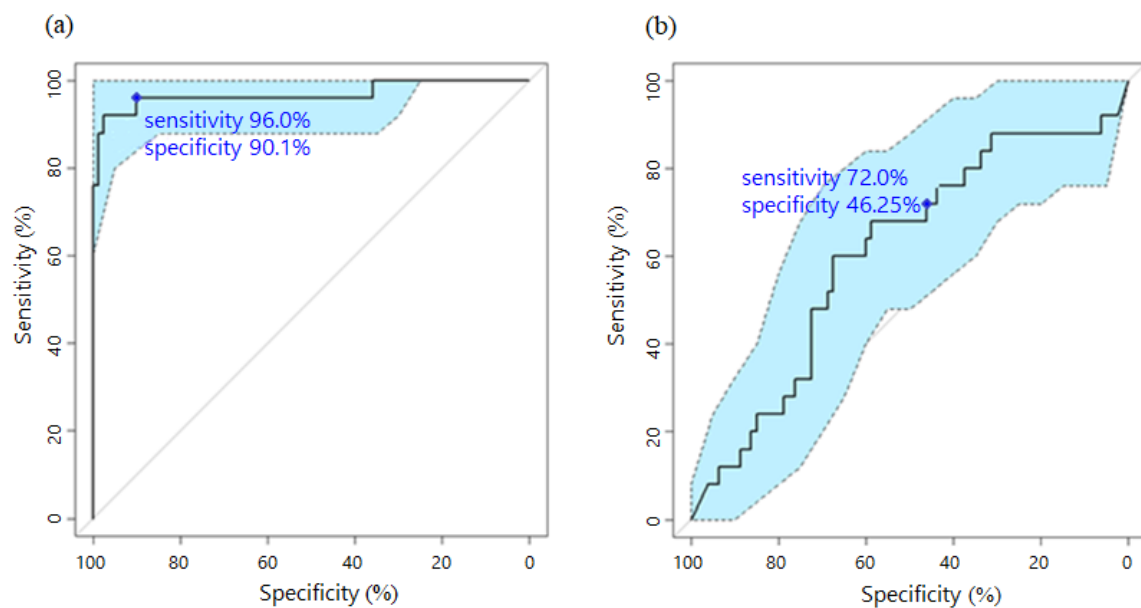 (a)
(b)
100
80
60
40
20
0
Sensitivity (%)
sensitivity 96.0%
specificity 90.1%
100 80 60 40 20 0
Specificity (%)
100
80
60
40
20
0
Sensitivity (%)
sensitivity 72.0%
specificity 46.25%
100 80 60 40 20 0
Specificity (%)